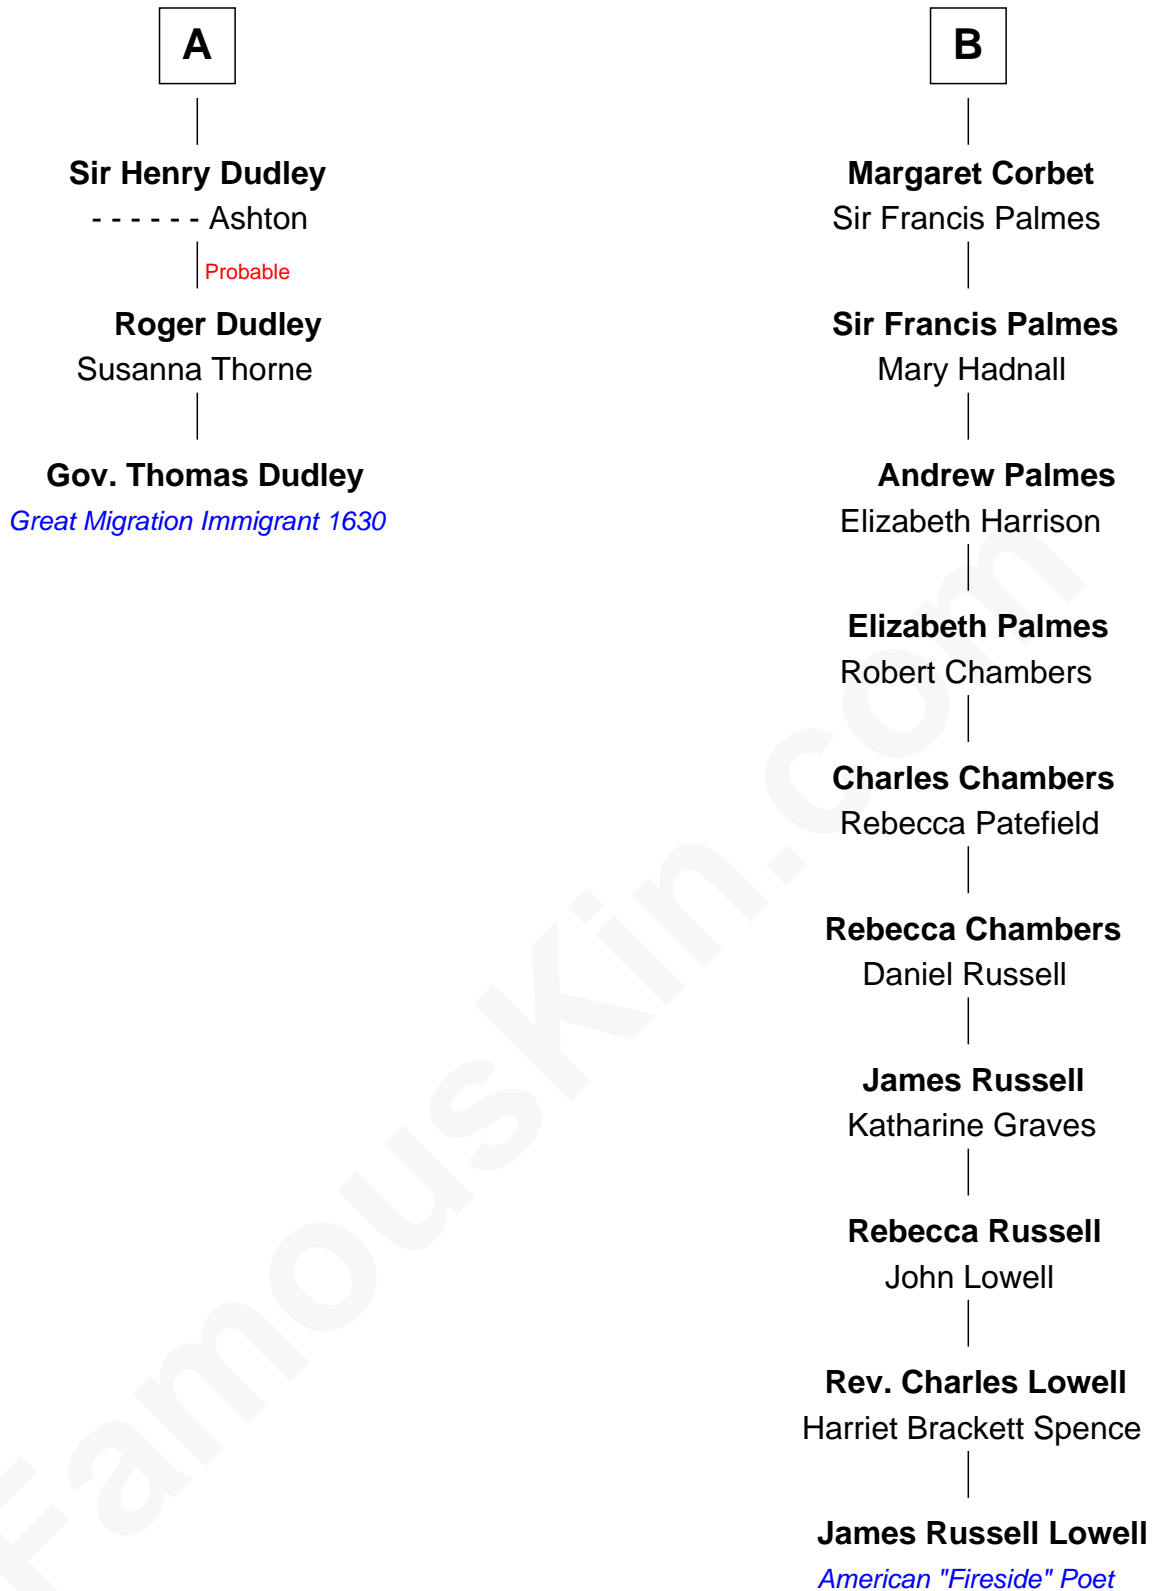 A
Sir Henry Dudley
- - - - - - Ashton
Probable
Roger Dudley
Susanna Thorne
Gov. Thomas Dudley
Great Migration Immigrant 1630
B
Margaret Corbet
Sir Francis Palmes
Sir Francis Palmes
Mary Hadnall
Andrew Palmes
Elizabeth Harrison
Elizabeth Palmes
Robert Chambers
Charles Chambers
Rebecca Patefield
Rebecca Chambers
Daniel Russell
James Russell
Katharine Graves
Rebecca Russell
John Lowell
Rev. Charles Lowell
Harriet Brackett Spence
James Russell Lowell
American "Fireside" Poet
FamousKin.com